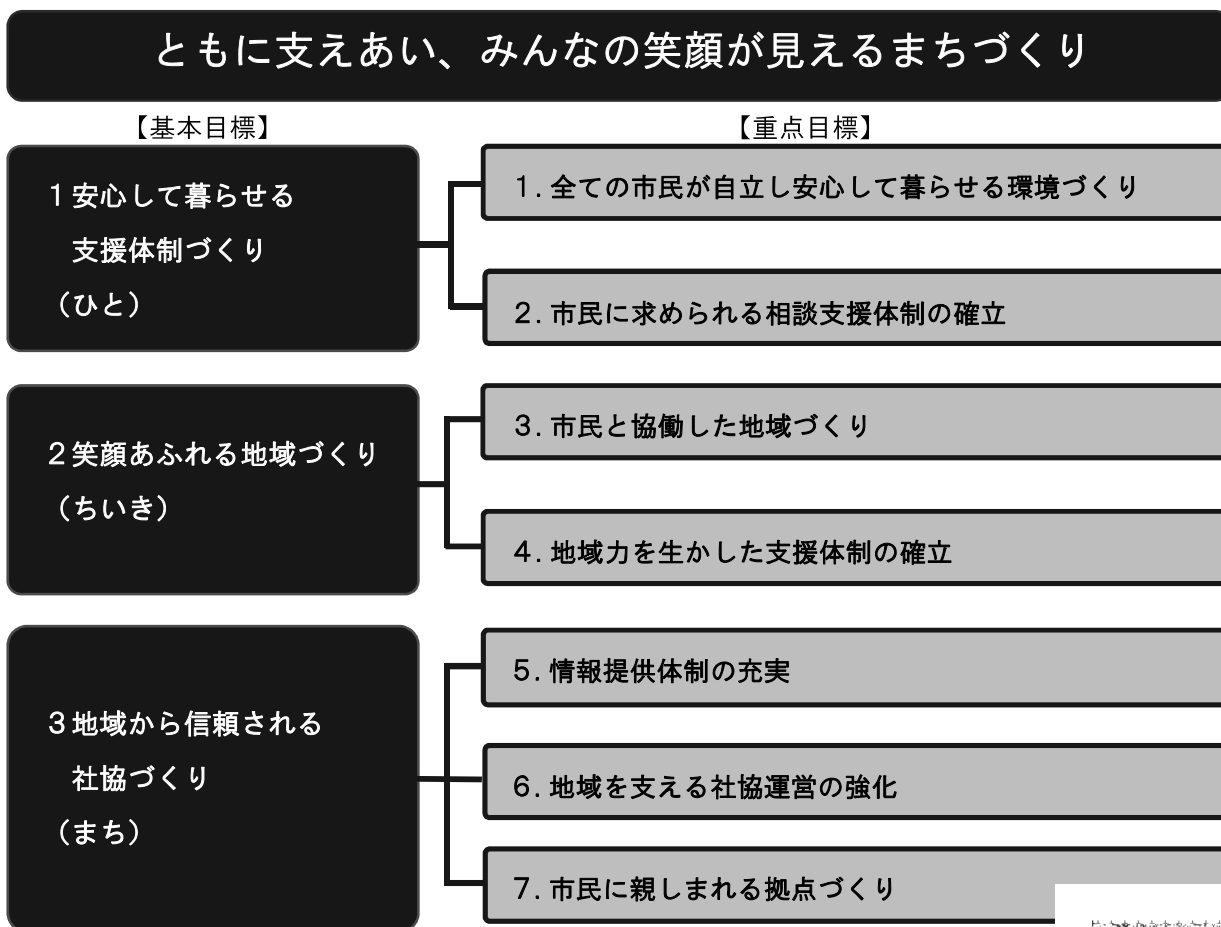 ともに支えあい、みんなの笑顔が見えるまちづくり
【基本目標】
【重点目標】
1安心して暮らせる
支援体制づくり
（ひと）
1．全ての市民が自立し安心して暮らせる環境づくり
2．市民に求められる相談支援体制の確立
2笑顔あふれる地域づくり
（ちいき）
3．市民と協働した地域づくり
4．地域力を生かした支援体制の確立
3地域から信頼される
社協づくり
（まち）
5．情報提供体制の充実
6．地域を支える社協運営の強化
7．市民に親しまれる拠点づくり